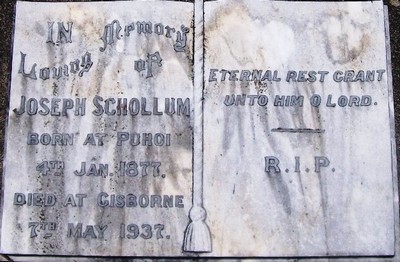 IN Memory
Loving of
JOSEPH SCHOLLUM
BORN AT PUHOI
4TH JAN. 1877.
DIED AT GISBORNE
7TH MAY 1937.
ETERNAL REST GRANT
UNTO HIM O LORD.
R.I.P.